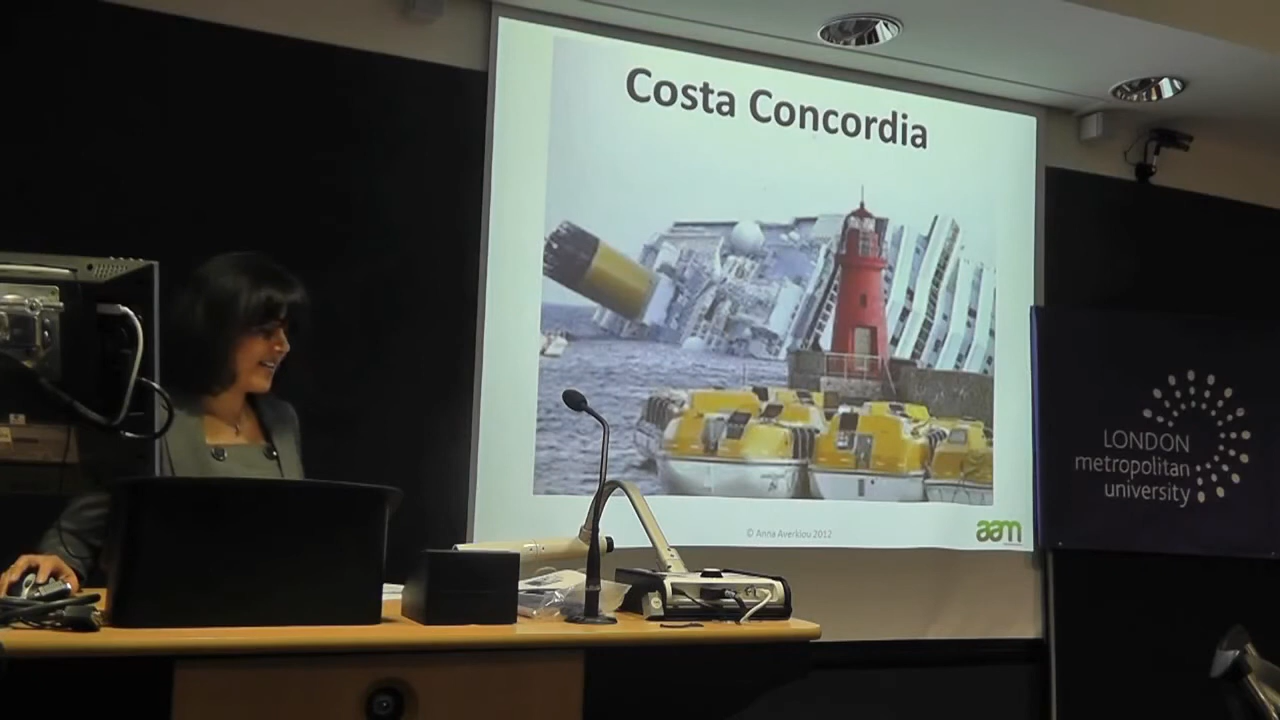 Costa Concordia
© Anna Averkiou 2012
aam
LONDON
metropolitan
university